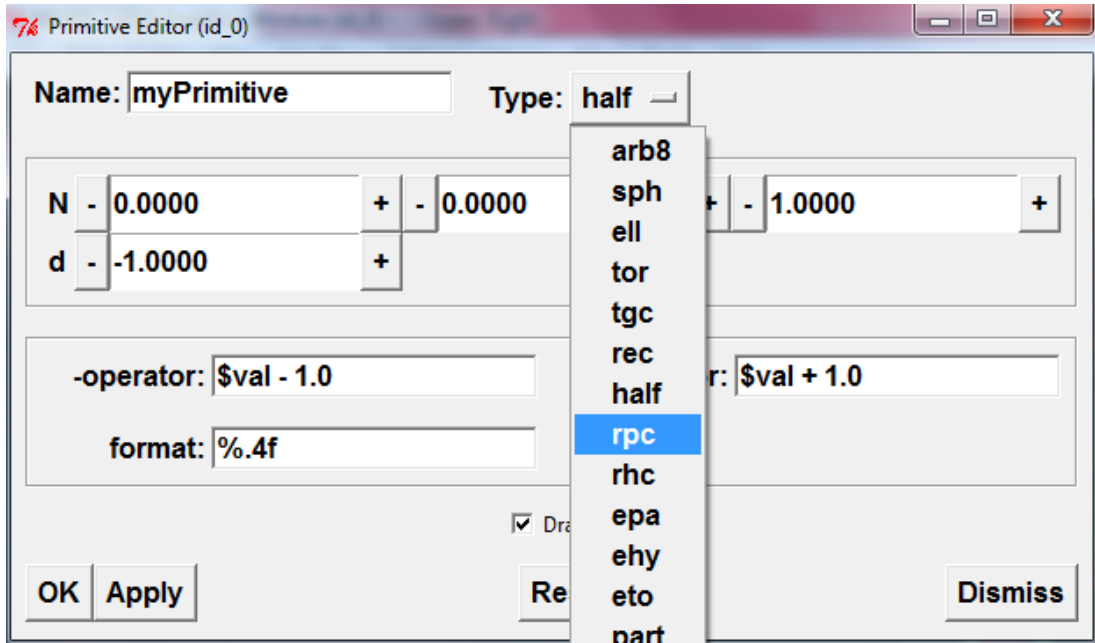 Primitive Editor (id_0)
Name: myPrimitive Type: half
arb8
sph
ell
tor
tgc
rec
half
rpc
rhc
epa
ehy
eto
part
N - 0.0000 + - 0.0000 + - 1.0000 +
d - -1.0000 +
-operator: $val - 1.0 r: $val + 1.0
format: %.4f
Dra
OK Apply Re Dismiss